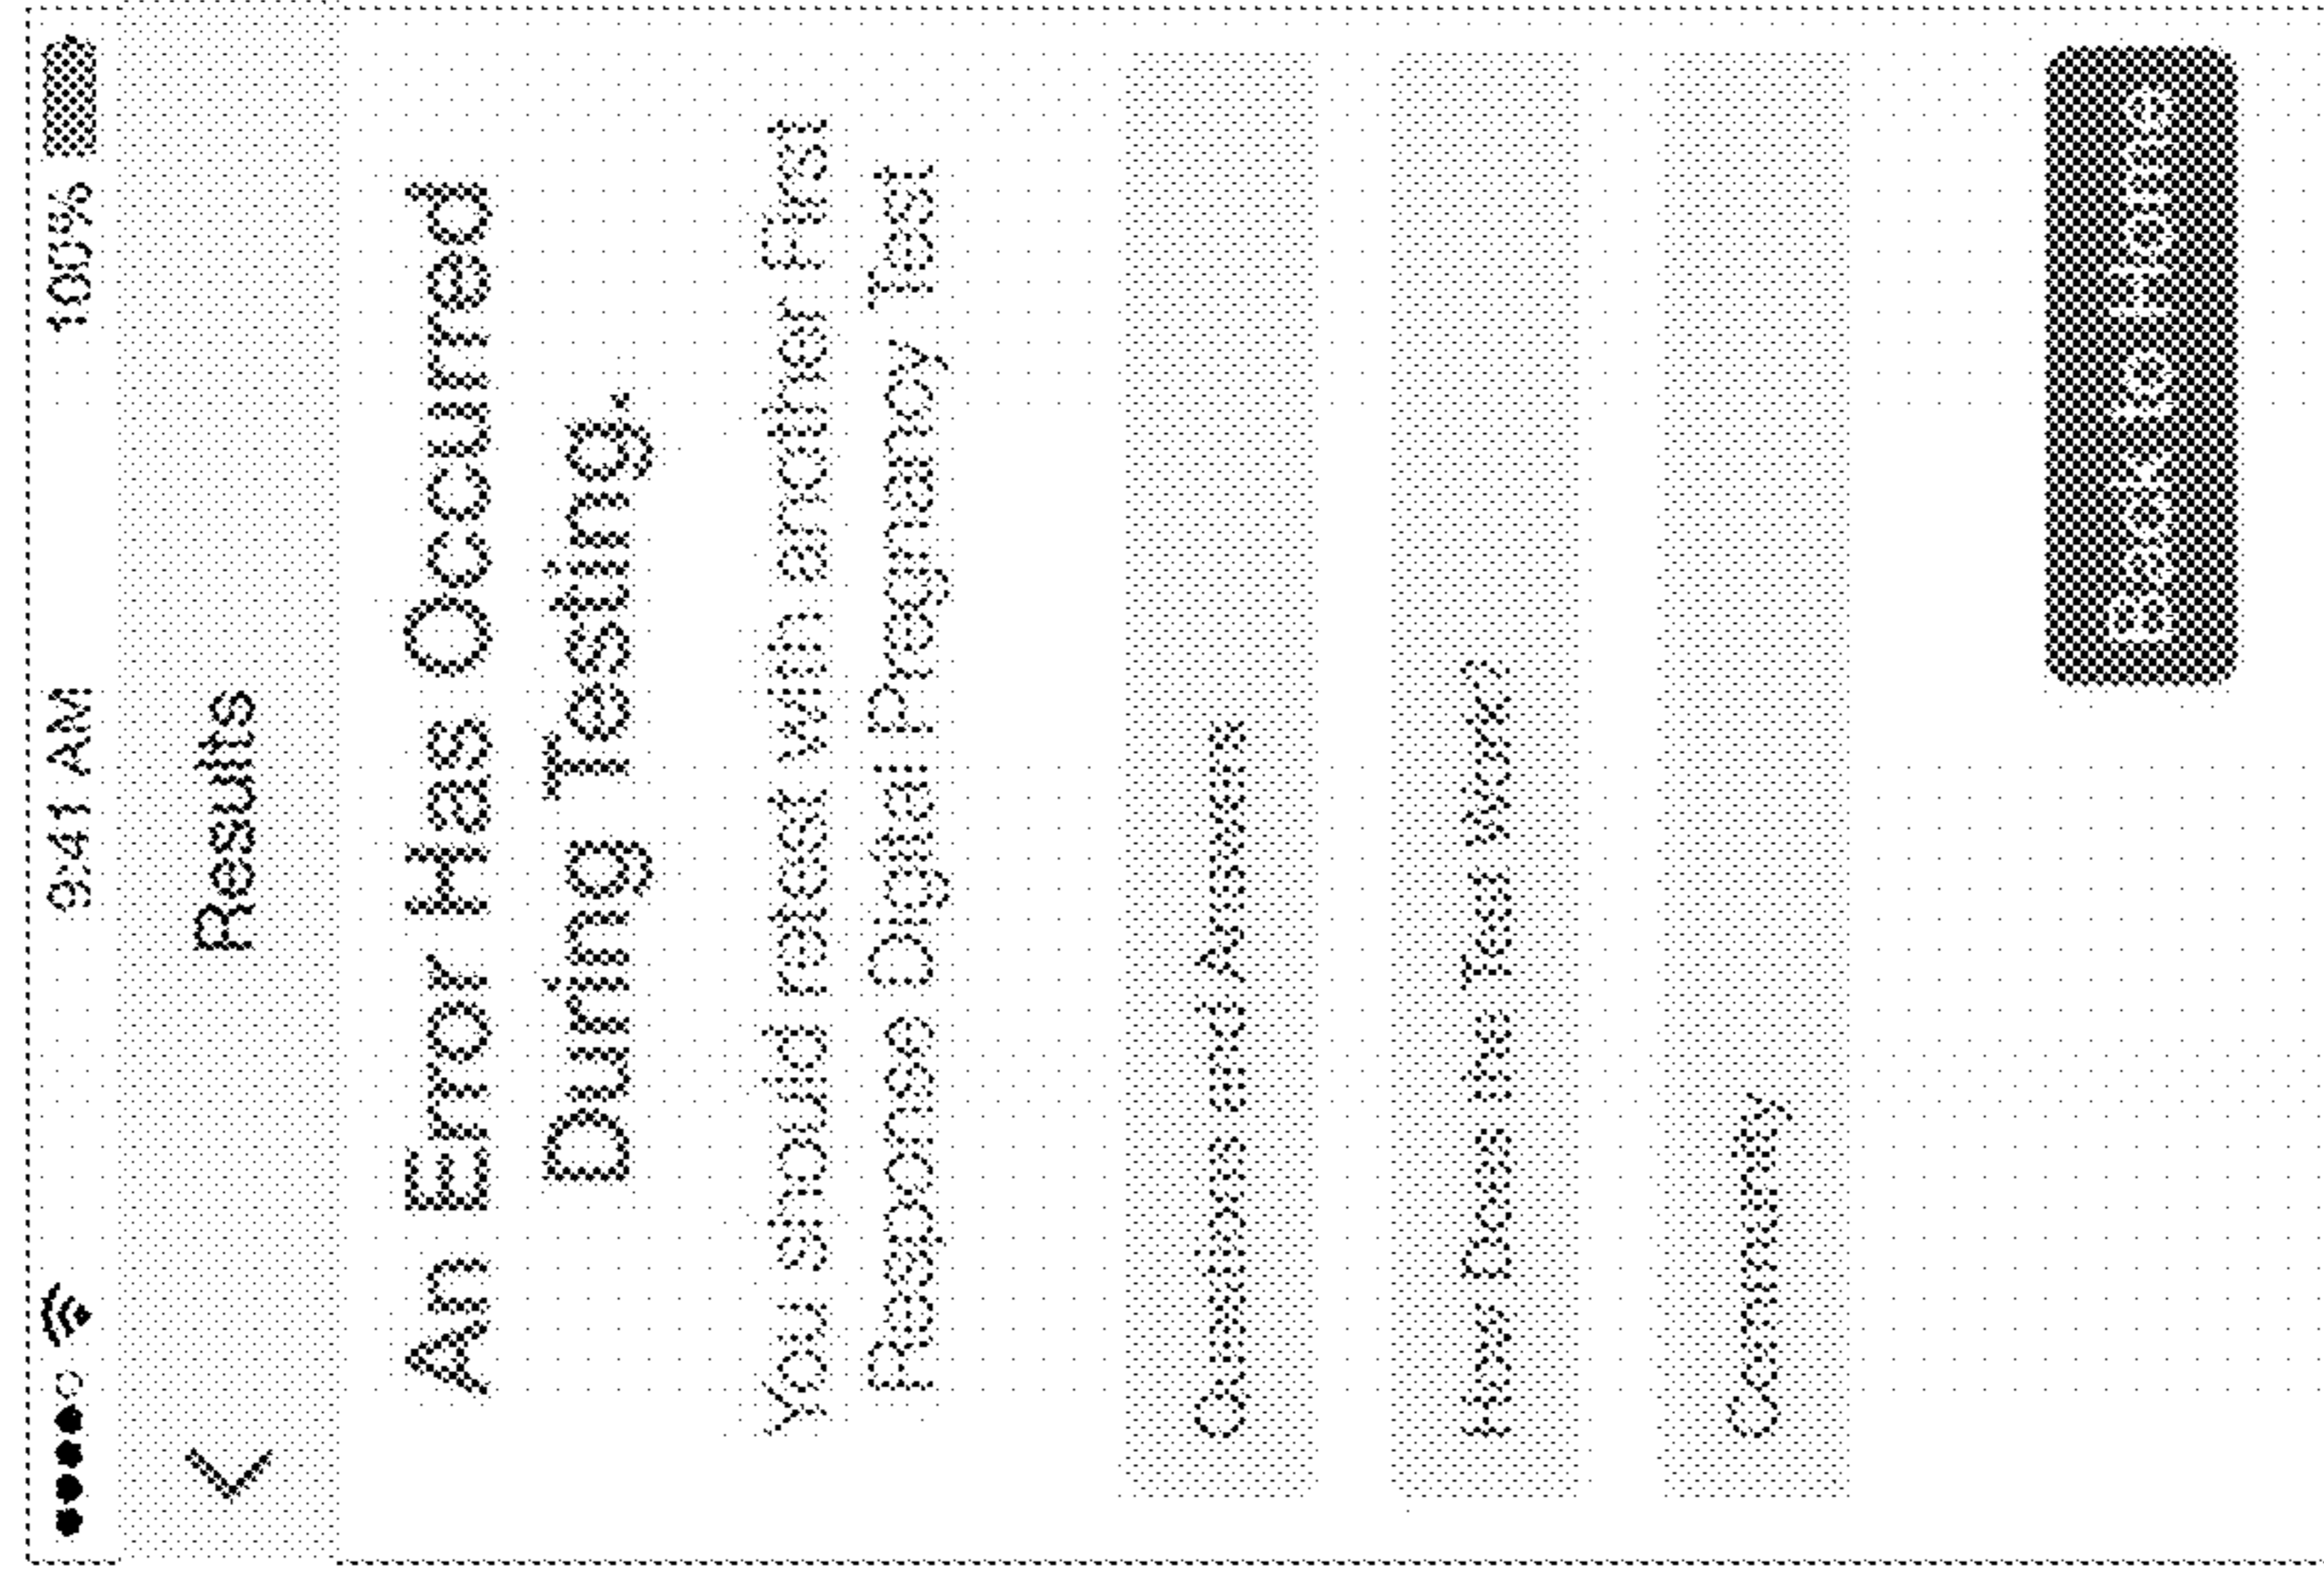 9:41 AM 100%
Results
An Error Has Occurred
During Testing.
You should retest with another First
Response Digital Pregnancy Test
Questions and Answers
How Does the Test Work?
Community
Back to Home